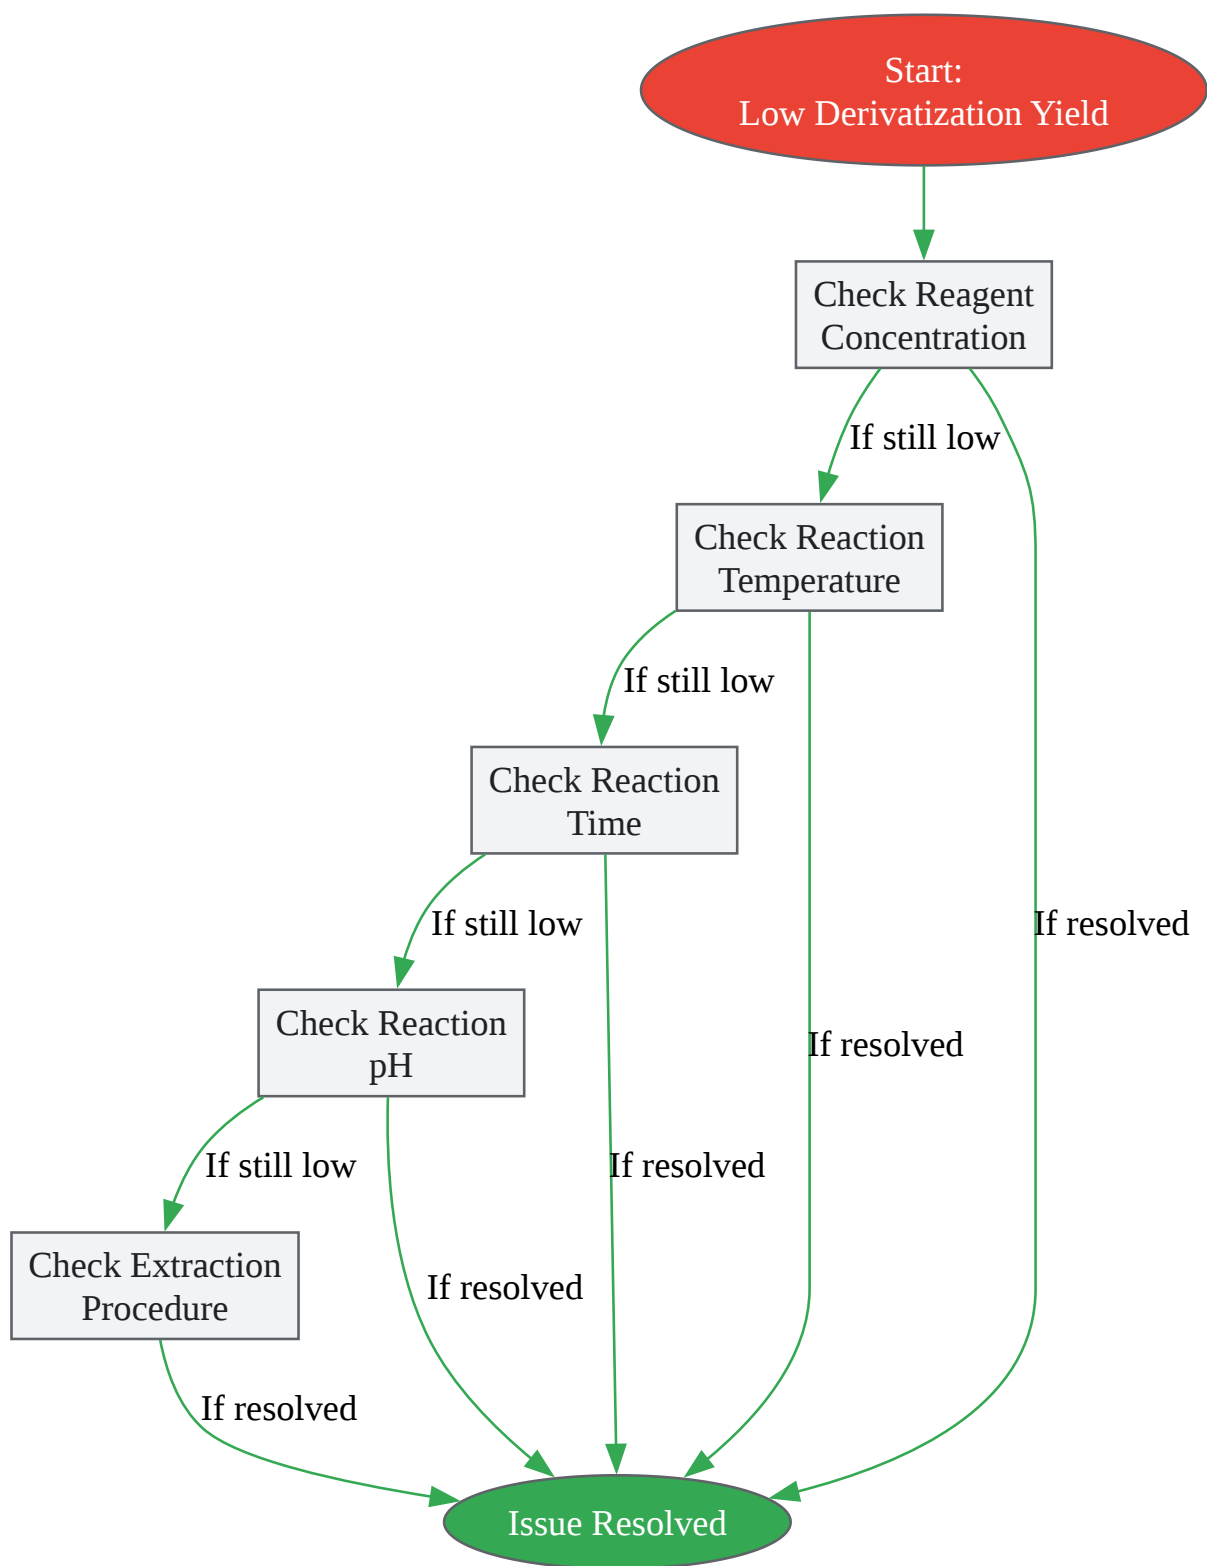 Start:
Low Derivatization Yield
Check Reagent
Concentration
If still low
Check Reaction
Temperature
If still low
Check Reaction
Time
If still low
If resolved
Check Reaction
pH
If resolved
If still low
If resolved
Check Extraction
Procedure
If resolved
If resolved
Issue Resolved